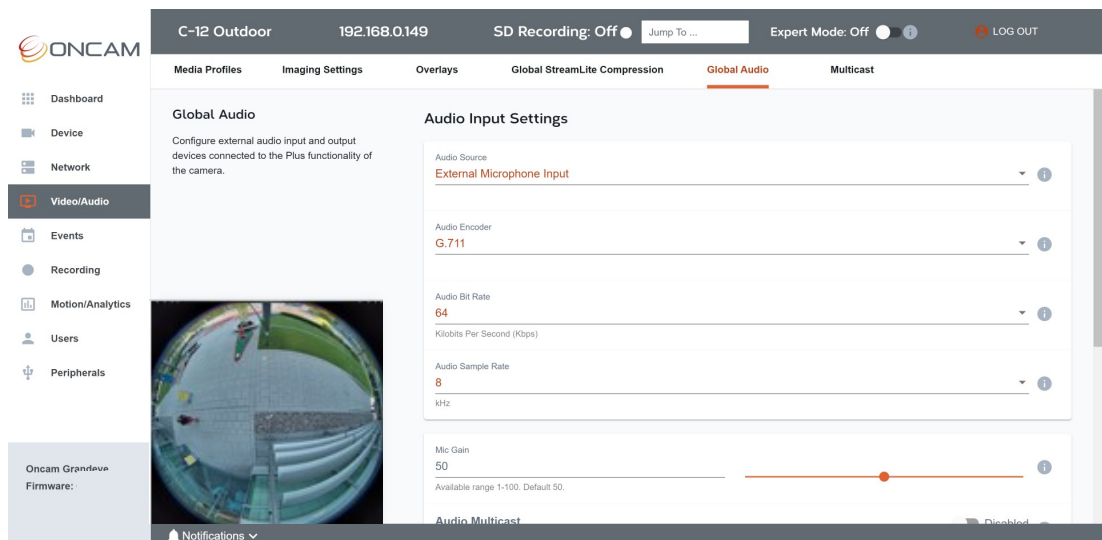 ONCAM
C-12 Outdoor 192.168.0.149 SD Recording: Off Jump To ... Expert Mode: Off LOG OUT
Media Profiles Imaging Settings Overlays Global StreamLite Compression Global Audio Multicast
Dashboard
Device
Network
Video/Audio
Events
Recording
Motion/Analytics
Users
Peripherals
Oncam Grandeye
Firmware:
Global Audio
Configure external audio input and output
devices connected to the Plus functionality of
the camera.
Audio Input Settings
Audio Source
External Microphone Input
Audio Encoder
G.711
Audio Bit Rate
64
Kilobits Per Second (Kbps)
Audio Sample Rate
8
kHz
Mic Gain
50
Available range 1-100. Default 50.
Audio Multicast Disabled
Notifications